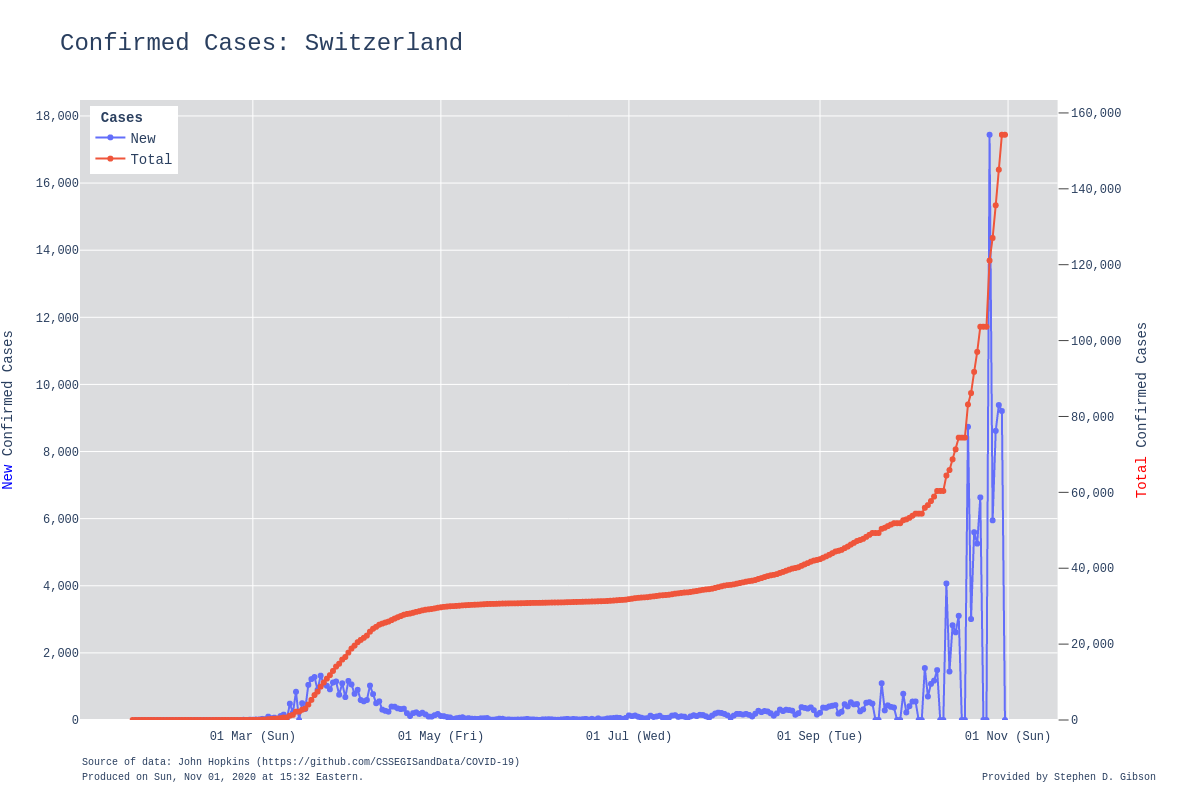 Confirmed Cases: Switzerland
Cases
New
Total
18,000
16,000
14,000
12,000
10,000
8,000
6,000
4,000
2,000
0
160,000
140,000
120,000
100,000
80,000
60,000
40,000
20,000
0
New Confirmed Cases
Total Confirmed Cases
01 Mar (Sun)
01 May (Fri)
01 Jul (Wed)
01 Sep (Tue)
01 Nov (Sun)
Source of data: John Hopkins (https://github.com/CSSEGISandData/COVID-19)
Produced on Sun, Nov 01, 2020 at 15:32 Eastern.
Provided by Stephen D. Gibson